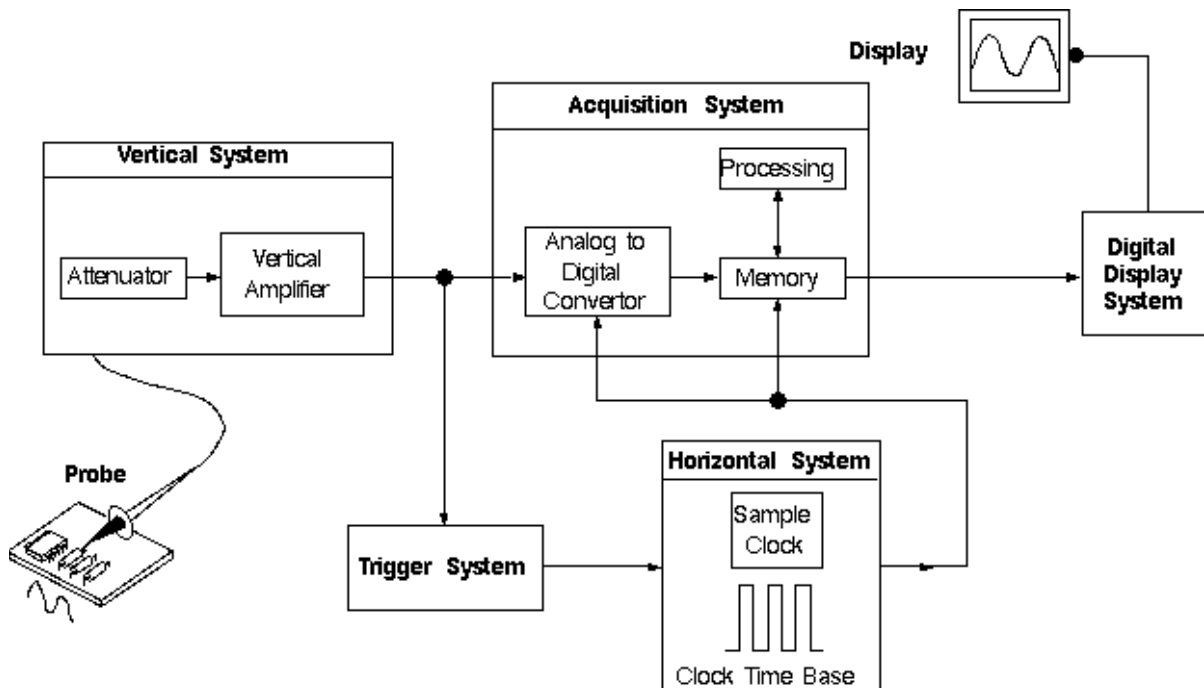 Display
Acquisition System
Vertical System
Processing
Attenuator
Vertical
Amplifier
Analog to
Digital
Convertor
Memory
Digital
Display
System
Probe
Horizontal System
Sample
Clock
Trigger System
Clock Time Base